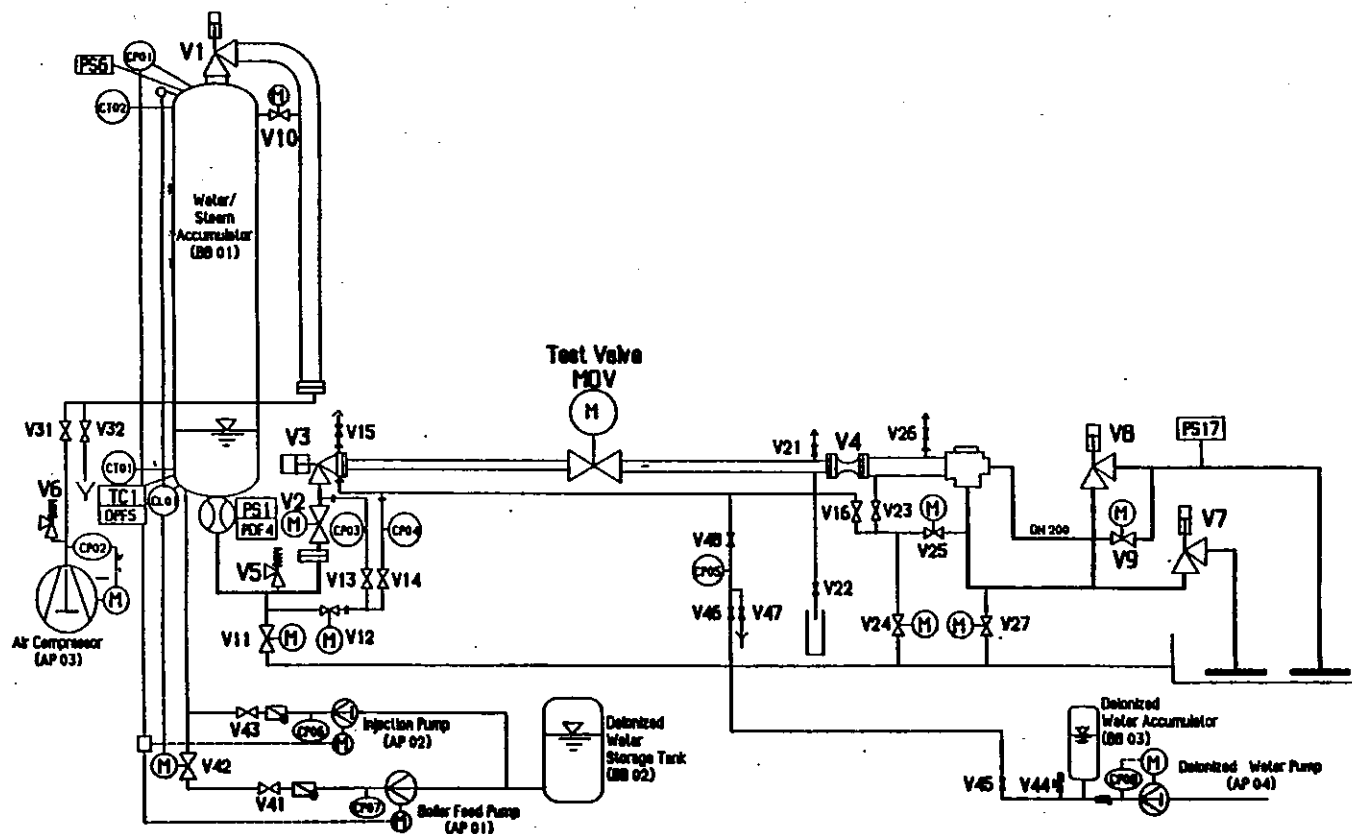 V1
CP01
PS6
CT02
M
V10
Water/
Steam
Accumulator
(BB 01)
Test Valve
MOV
M
V31
V32
V3
V15
V21
V4
V26
V8
PS17
CT01
TC1
DPF5
CL01
V6
PS1
PDF4
V2
M
CP03
CP04
V16
V23
M
V25
DN 200
M
V9
V7
CP02
M
V5
V13
V14
V48
CP05
V22
V46
V47
V24
M
M
V27
Air Compressor
(AP 03)
V11
M
M
V12
V43
CP06
Injection Pump
(AP 02)
M
Deionized
Water
Storage Tank
(BB 02)
M
V42
V41
CP07
Boiler Feed Pump
(AP 01)
M
Deionized
Water Accumulator
(BB 03)
V45
V44
CP08
M
Deionized Water Pump
(AP 04)